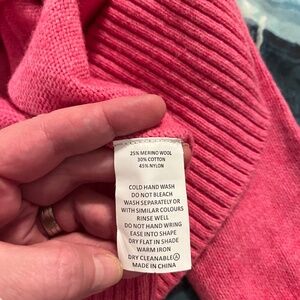 25% MERINO WOOL
30% COTTON
45% NYLON
COLD HAND WASH
DO NOT BLEACH
WASH SEPARATELY OR
WITH SIMILAR COLOURS
RINSE WELL
DO NOT HAND WRING
EASE INTO SHAPE
DRY FLAT IN SHADE
WARM IRON
DRY CLEANABLE Ⓐ
MADE IN CHINA